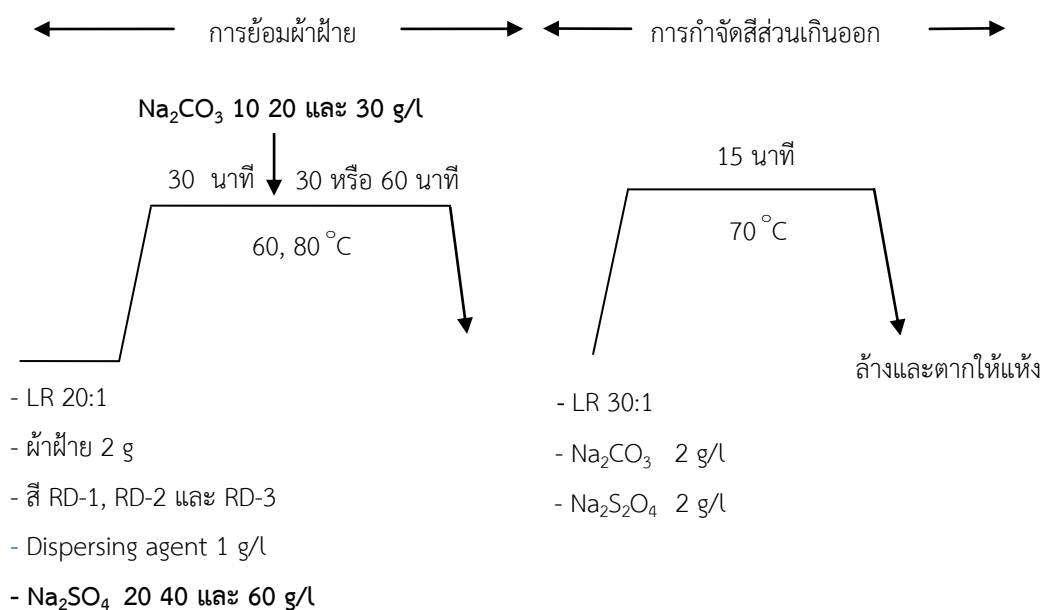 การย้อมผ้าฝ้าย
การกำจัดสีส่วนเกินออก
Na₂CO₃ 10 20 และ 30 g/l
30 นาที 30 หรือ 60 นาที
60, 80 °C
15 นาที
70 °C
ล้างและตากให้แห้ง
- LR 20:1
- ผ้าฝ้าย 2 g
- สี RD-1, RD-2 และ RD-3
- Dispersing agent 1 g/l
- Na₂SO₄ 20 40 และ 60 g/l
- LR 30:1
- Na₂CO₃ 2 g/l
- Na₂S₂O₄ 2 g/l